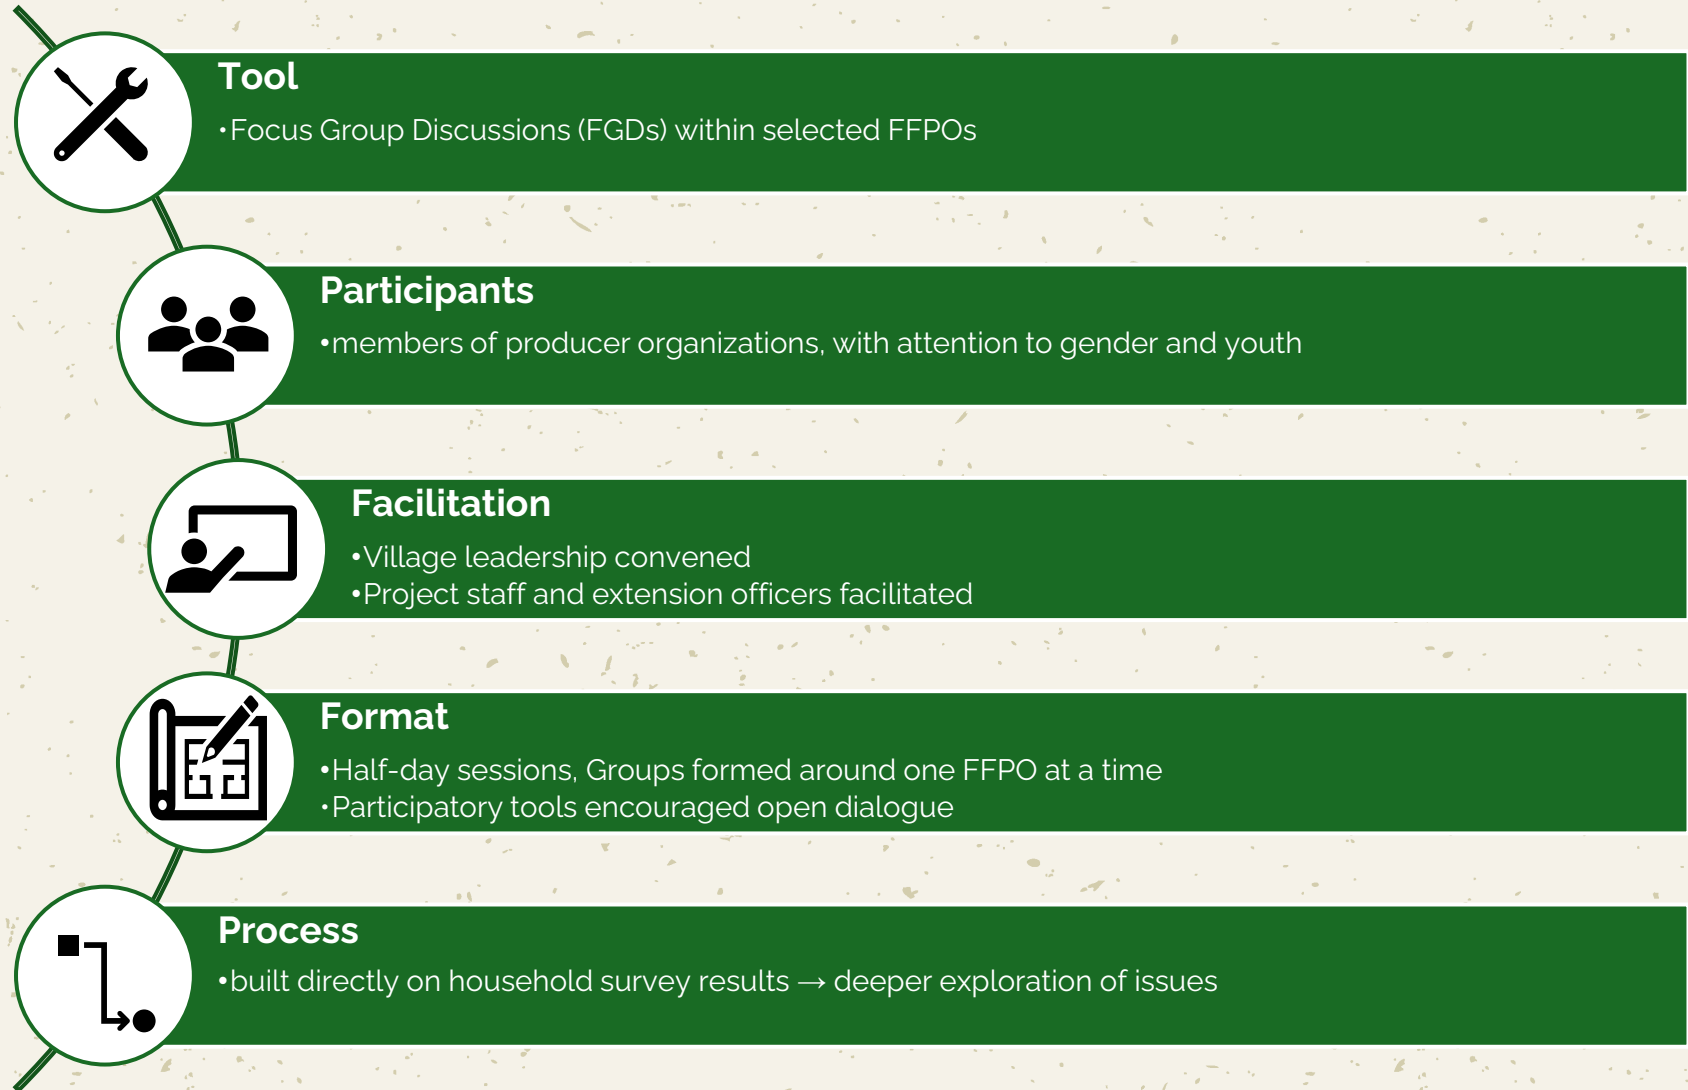 Tool
•Focus Group Discussions (FGDs) within selected FFPOs
Participants
•members of producer organizations, with attention to gender and youth
Facilitation
•Village leadership convened
•Project staff and extension officers facilitated
Format
•Half-day sessions, Groups formed around one FFPO at a time
•Participatory tools encouraged open dialogue
Process
•built directly on household survey results → deeper exploration of issues